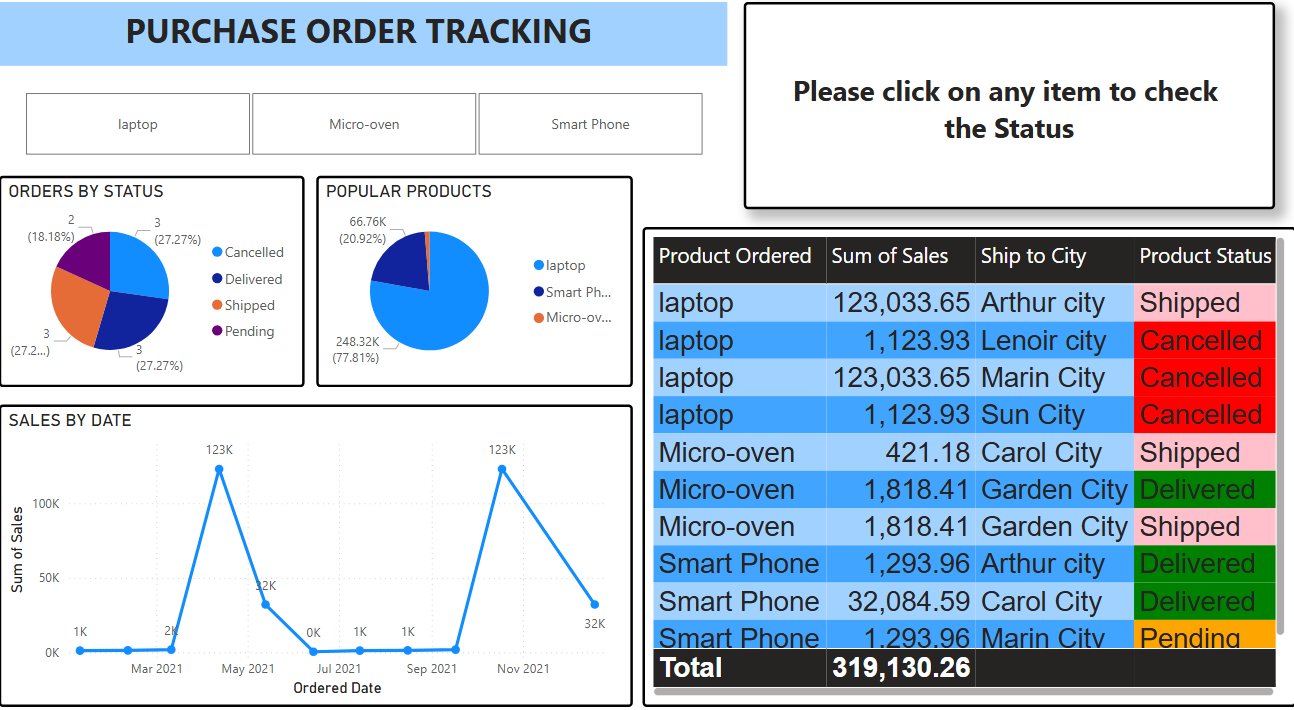 PURCHASE ORDER TRACKING
Please click on any item to check
the Status
laptop
Micro-oven
Smart Phone
ORDERS BY STATUS
2
(18.18%)
3
(27.27%)
3
(27.2...)
3
(27.27%)
Cancelled
Delivered
Shipped
Pending
POPULAR PRODUCTS
66.76K
(20.92%)
248.32K
(77.81%)
laptop
Smart Ph...
Micro-ov...
Product Ordered Sum of Sales Ship to City Product Status
laptop 123,033.65 Arthur city Shipped
laptop 1,123.93 Lenoir city Cancelled
laptop 123,033.65 Marin City Cancelled
laptop 1,123.93 Sun City Cancelled
Micro-oven 421.18 Carol City Shipped
Micro-oven 1,818.41 Garden City Delivered
Micro-oven 1,818.41 Garden City Shipped
Smart Phone 1,293.96 Arthur city Delivered
Smart Phone 32,084.59 Carol City Delivered
Smart Phone 1,293.96 Marin City Pending
Total 319,130.26
SALES BY DATE
Sum of Sales
100K
50K
0K
1K
2K
123K
32K
0K
1K
1K
123K
32K
Mar 2021 May 2021 Jul 2021 Sep 2021 Nov 2021
Ordered Date